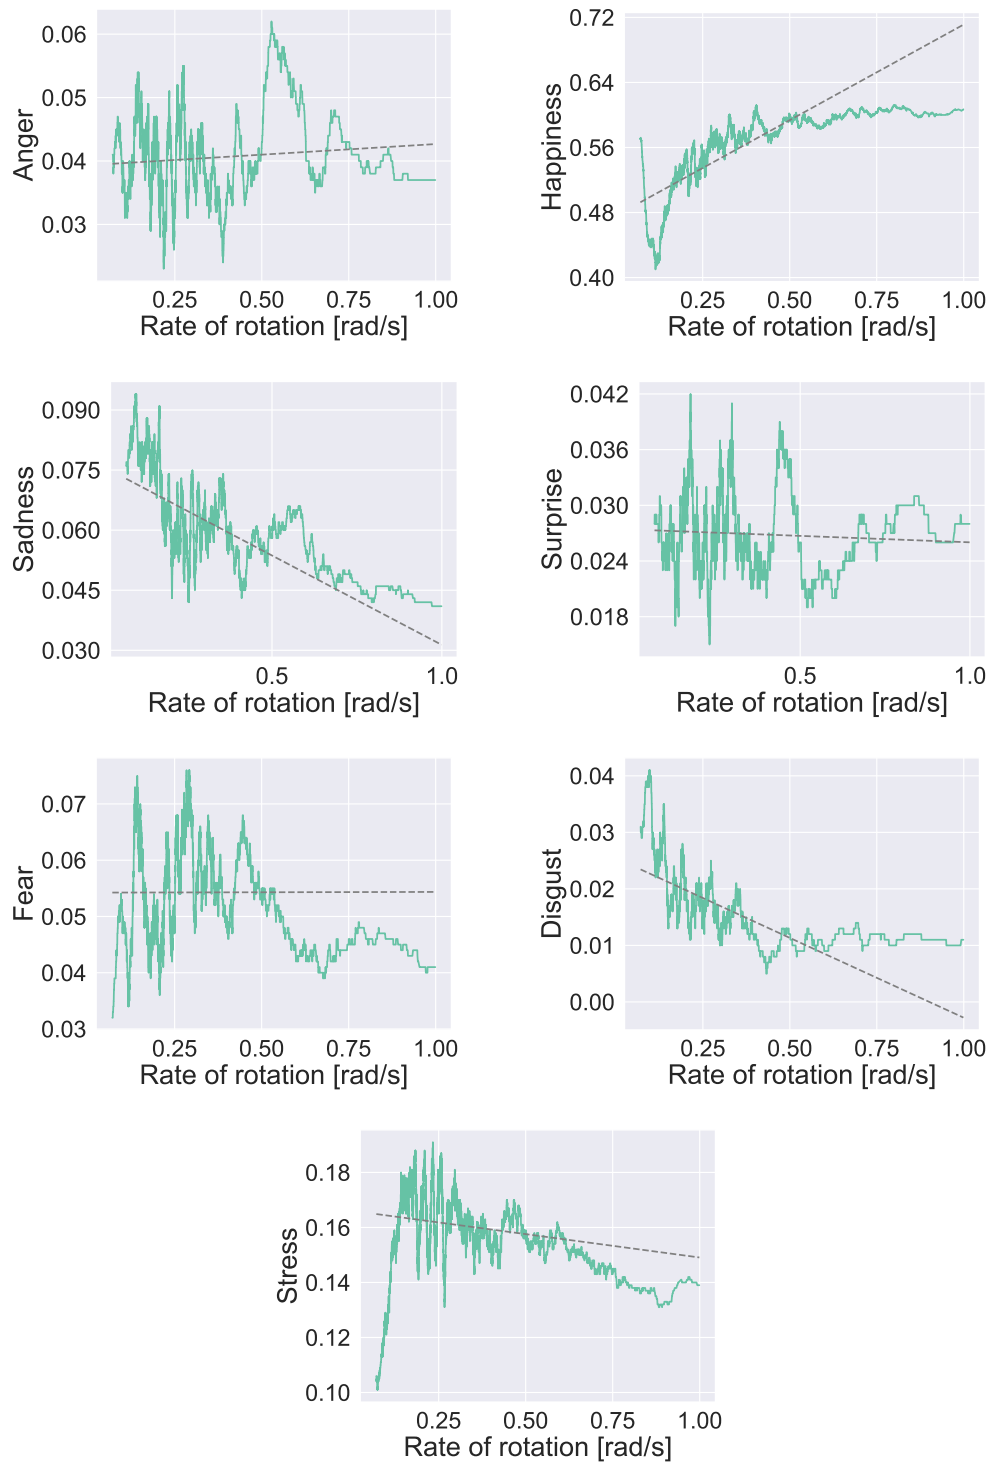 Anger
0.06
0.05
0.04
0.03
0.25 0.50 0.75 1.00
Rate of rotation [rad/s]
Happiness
0.72
0.64
0.56
0.48
0.40
0.25 0.50 0.75 1.00
Rate of rotation [rad/s]
Sadness
0.090
0.075
0.060
0.045
0.030
0.5 1.0
Rate of rotation [rad/s]
Surprise
0.042
0.036
0.030
0.024
0.018
0.5 1.0
Rate of rotation [rad/s]
Fear
0.07
0.06
0.05
0.04
0.03
0.25 0.50 0.75 1.00
Rate of rotation [rad/s]
Disgust
0.04
0.03
0.02
0.01
0.00
0.25 0.50 0.75 1.00
Rate of rotation [rad/s]
Stress
0.18
0.16
0.14
0.12
0.10
0.25 0.50 0.75 1.00
Rate of rotation [rad/s]